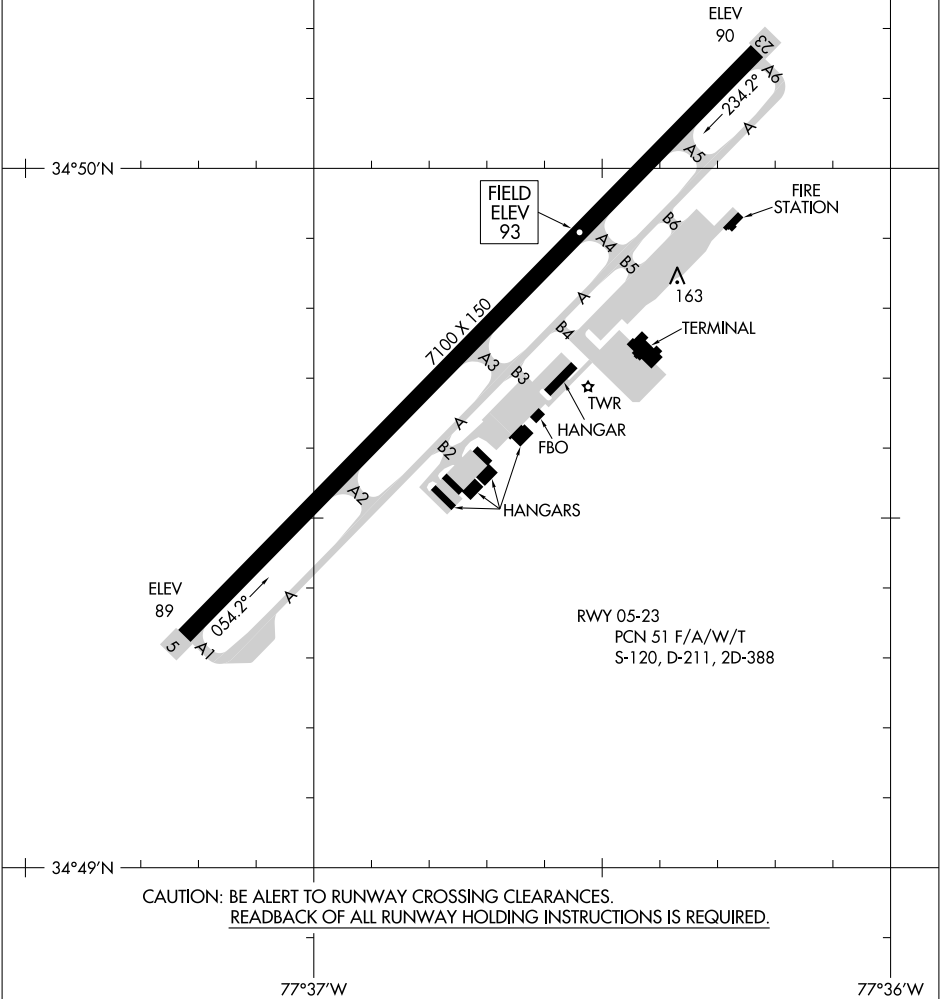 ELEV
90
23
A6
234.2°
A
A5
34°50'N
FIELD
ELEV
93
FIRE
STATION
B6
A4
B5
163
A
7100 X 150
B4
TERMINAL
A3
B3
TWR
HANGAR
FBO
A
B2
A2
HANGARS
ELEV
89
A
054.2°
RWY 05-23
PCN 51 F/A/W/T
S-120, D-211, 2D-388
5
A1
34°49'N
CAUTION: BE ALERT TO RUNWAY CROSSING CLEARANCES.
READBACK OF ALL RUNWAY HOLDING INSTRUCTIONS IS REQUIRED.
77°37'W
77°36'W